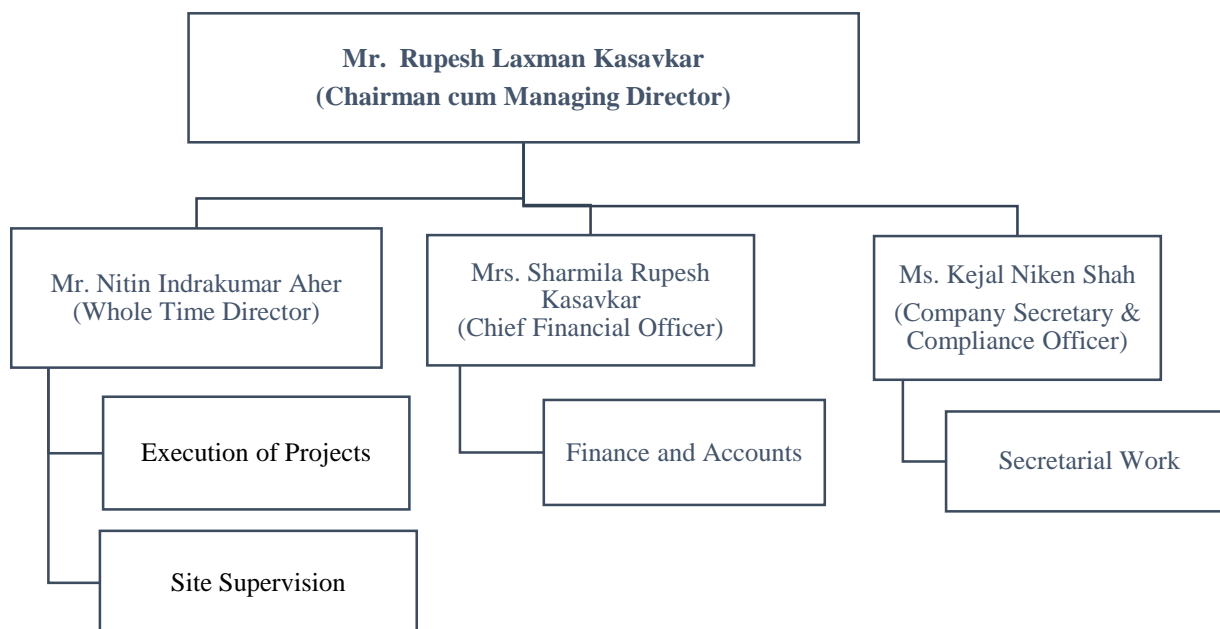 Mr. Rupesh Laxman Kasavkar
(Chairman cum Managing Director)
Mr. Nitin Indrakumar Aher
(Whole Time Director)
Mrs. Sharmila Rupesh
Kasavkar
(Chief Financial Officer)
Ms. Kejal Niken Shah
(Company Secretary &
Compliance Officer)
Execution of Projects
Finance and Accounts
Secretarial Work
Site Supervision